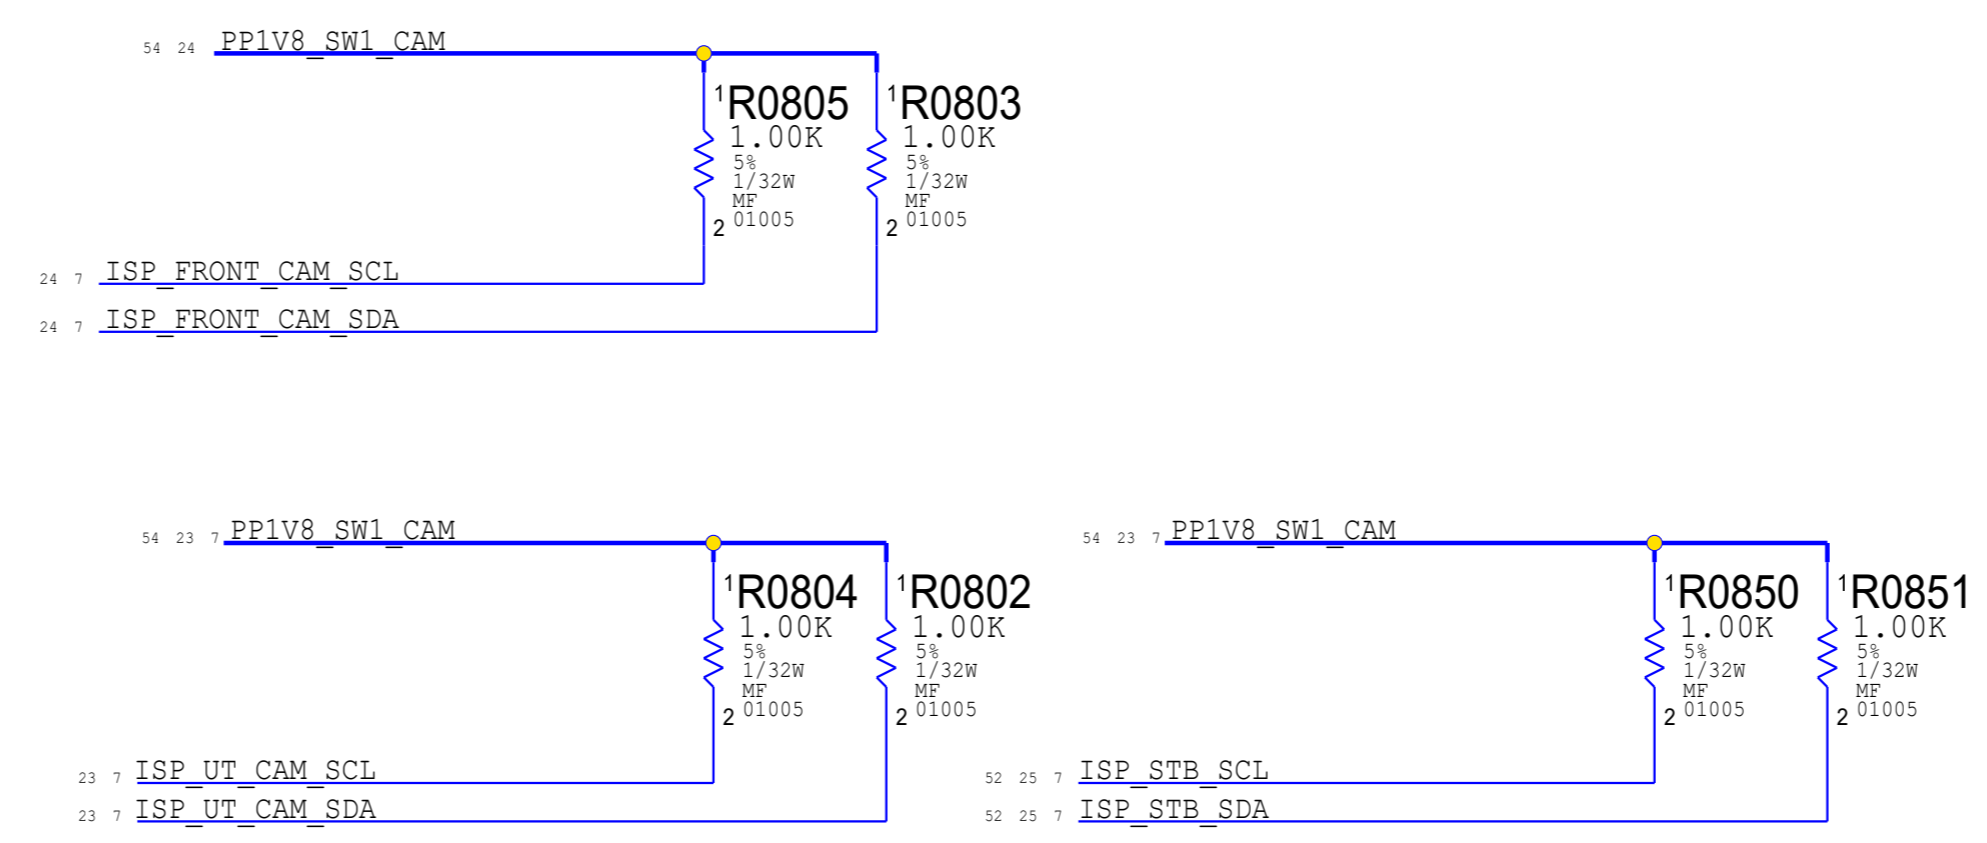 54 24 PP1V8_SW1_CAM
1 R0805 1 R0803
1.00K 1.00K
5% 5%
1/32W 1/32W
MF MF
2 01005 2 01005
24 7 ISP_FRONT_CAM_SCL
24 7 ISP_FRONT_CAM_SDA
54 23 7 PP1V8_SW1_CAM
1 R0804 1 R0802
1.00K 1.00K
5% 5%
1/32W 1/32W
MF MF
2 01005 2 01005
23 7 ISP_UT_CAM_SCL
23 7 ISP_UT_CAM_SDA
54 23 7 PP1V8_SW1_CAM
1 R0850 1 R0851
1.00K 1.00K
5% 5%
1/32W 1/32W
MF MF
2 01005 2 01005
52 25 7 ISP_STB_SCL
52 25 7 ISP_STB_SDA